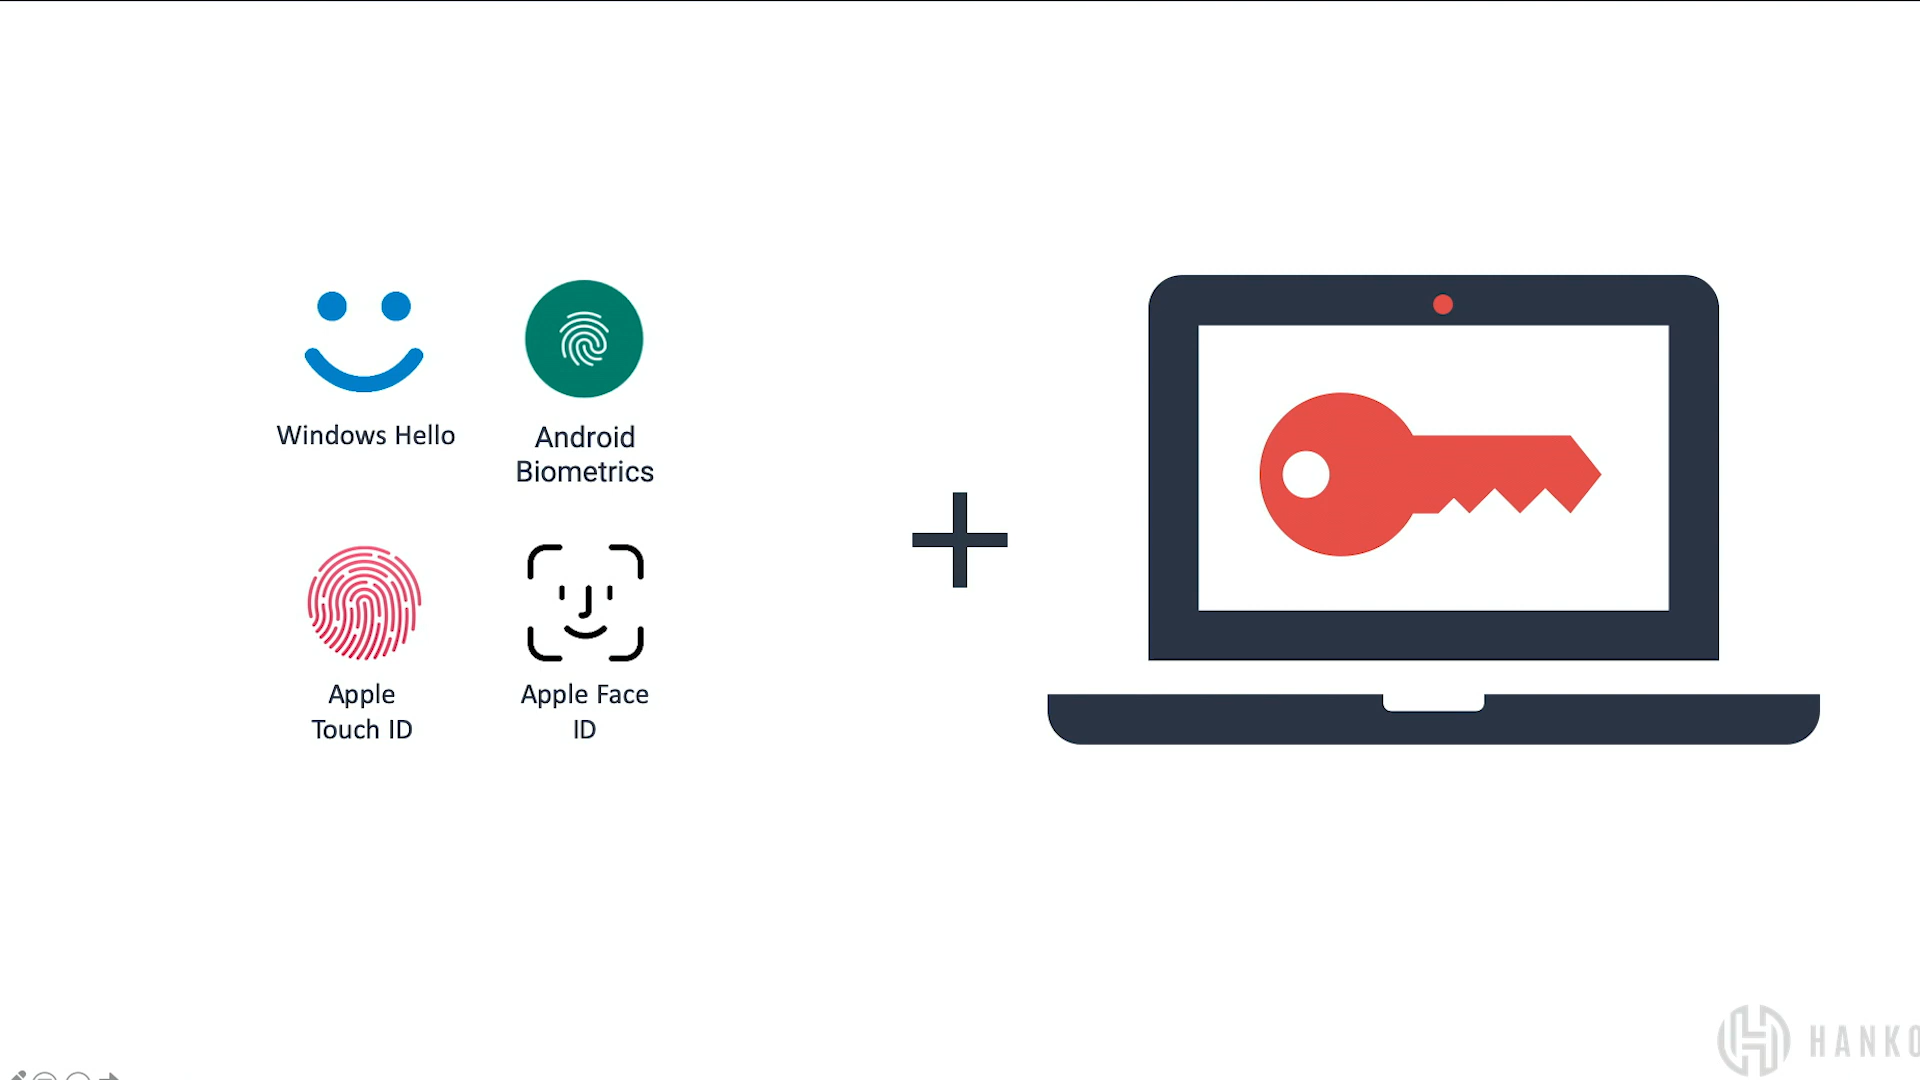 Windows Hello
Android
Biometrics
Apple
Touch ID
Apple Face
ID
HANKO